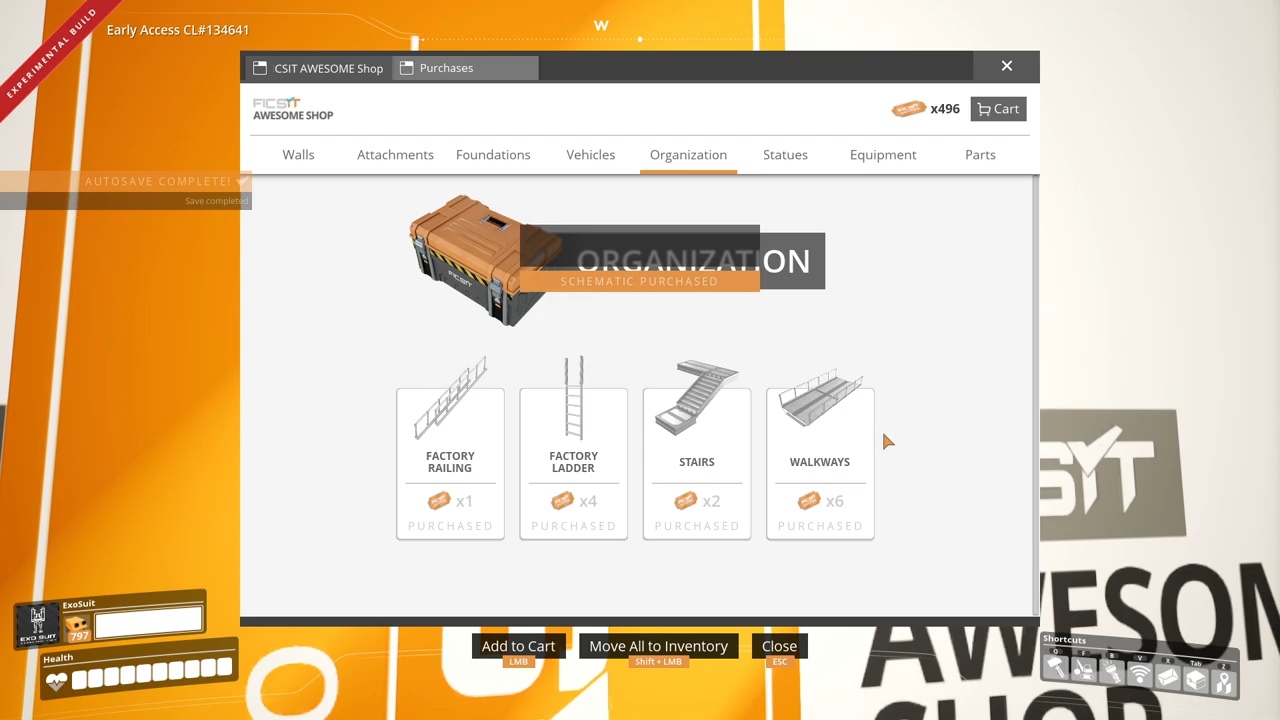 EXPERIMENTAL BUILD
Early Access CL#134641
W
CSIT AWESOME Shop
Purchases
FICSIT
AWESOME SHOP
x496
Cart
Walls
Attachments
Foundations
Vehicles
Organization
Statues
Equipment
Parts
AUTOSAVE COMPLETE!
Save completed
FICSIT
ORGANIZATION
SCHEMATIC PURCHASED
FACTORY
RAILING
x1
PURCHASED
FACTORY
LADDER
x4
PURCHASED
STAIRS
x2
PURCHASED
WALKWAYS
x6
PURCHASED
SIT
AWESOM
SHOP
ExoSuit
EXO SUIT
797
Health
Add to Cart
LMB
Move All to Inventory
Shift + LMB
Close
ESC
Shortcuts
Q
F
B
V
X
Tab
Z